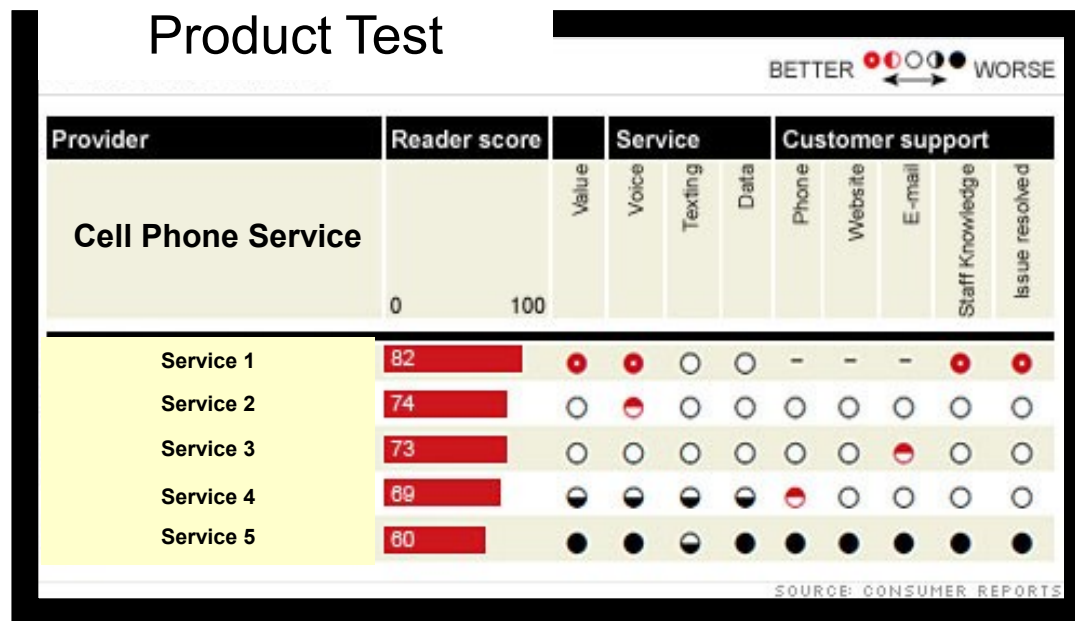 Product Test
BETTER WORSE
Provider Reader score Service Customer support
Value Voice Texting Data Phone Website E-mail Staff Knowledge Issue resolved
Cell Phone Service
0 100
Service 1 82 - - -
Service 2 74
Service 3 73
Service 4 69
Service 5 60
SOURCE: CONSUMER REPORTS